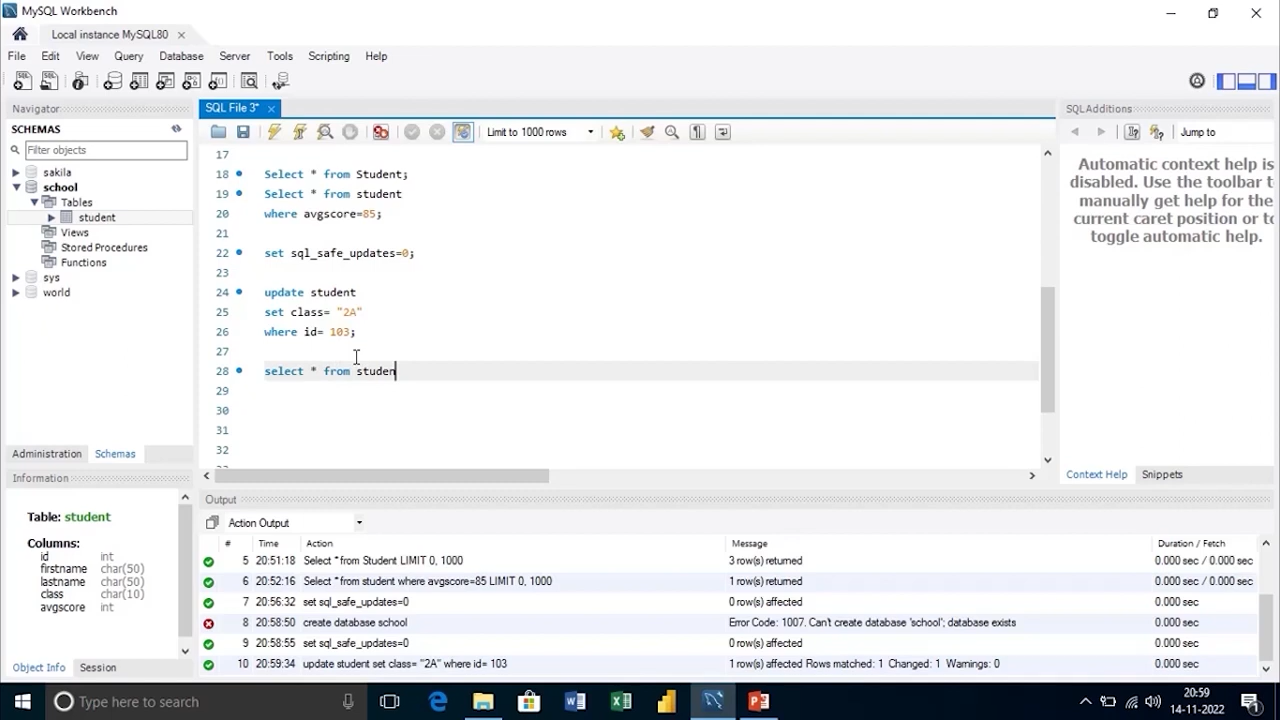 MySQL Workbench
Local instance MySQL80
File Edit View Query Database Server Tools Scripting Help
Navigator
SCHEMAS
Filter objects
sakila
school
Tables
student
Views
Stored Procedures
Functions
sys
world
Administration Schemas
Information
Table: student
Columns:
id int
firstname char(50)
lastname char(50)
class char(10)
avgscore int
Object Info Session
SQL File 3*
Limit to 1000 rows
17
18 Select * from Student;
19 Select * from student
20 where avgscore=85;
21
22 set sql_safe_updates=0;
23
24 update student
25 set class= "2A"
26 where id= 103;
27
28 select * from studen
29
30
31
32
SQLAdditions
Jump to
Automatic context help is
disabled. Use the toolbar t
manually get help for the
current caret position or to
toggle automatic help.
Context Help Snippets
Output
Action Output
# Time Action Message Duration / Fetch
5 20:51:18 Select * from Student LIMIT 0, 1000 3 row(s) returned 0.000 sec / 0.000 sec
6 20:52:16 Select * from student where avgscore=85 LIMIT 0, 1000 1 row(s) returned 0.000 sec / 0.000 sec
7 20:56:32 set sql_safe_updates=0 0 row(s) affected 0.000 sec
8 20:58:50 create database school Error Code: 1007. Can't create database 'school'; database exists 0.000 sec
9 20:58:55 set sql_safe_updates=0 0 row(s) affected 0.000 sec
10 20:59:34 update student set class= "2A" where id= 103 1 row(s) affected Rows matched: 1 Changed: 1 Warnings: 0 0.000 sec
Type here to search
20:59
14-11-2022